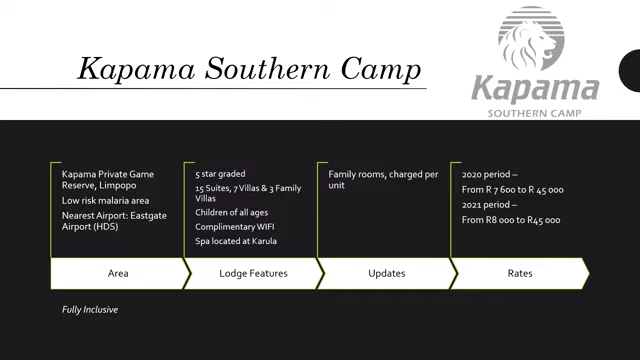 Kapama Southern Camp
Kapama
SOUTHERN CAMP
Kapama Private Game
Reserve, Limpopo
Low risk malaria area
Nearest Airport: Eastgate
Airport (HDS)
5 star graded
15 Suites, 7 Villas & 3 Family
Villas
Children of all ages
Complimentary WIFI
Spa located at Karula
Family rooms, charged per
unit
2020 period –
From R 7 600 to R 45 000
2021 period –
From R8 000 to R45 000
Area
Lodge Features
Updates
Rates
Fully Inclusive